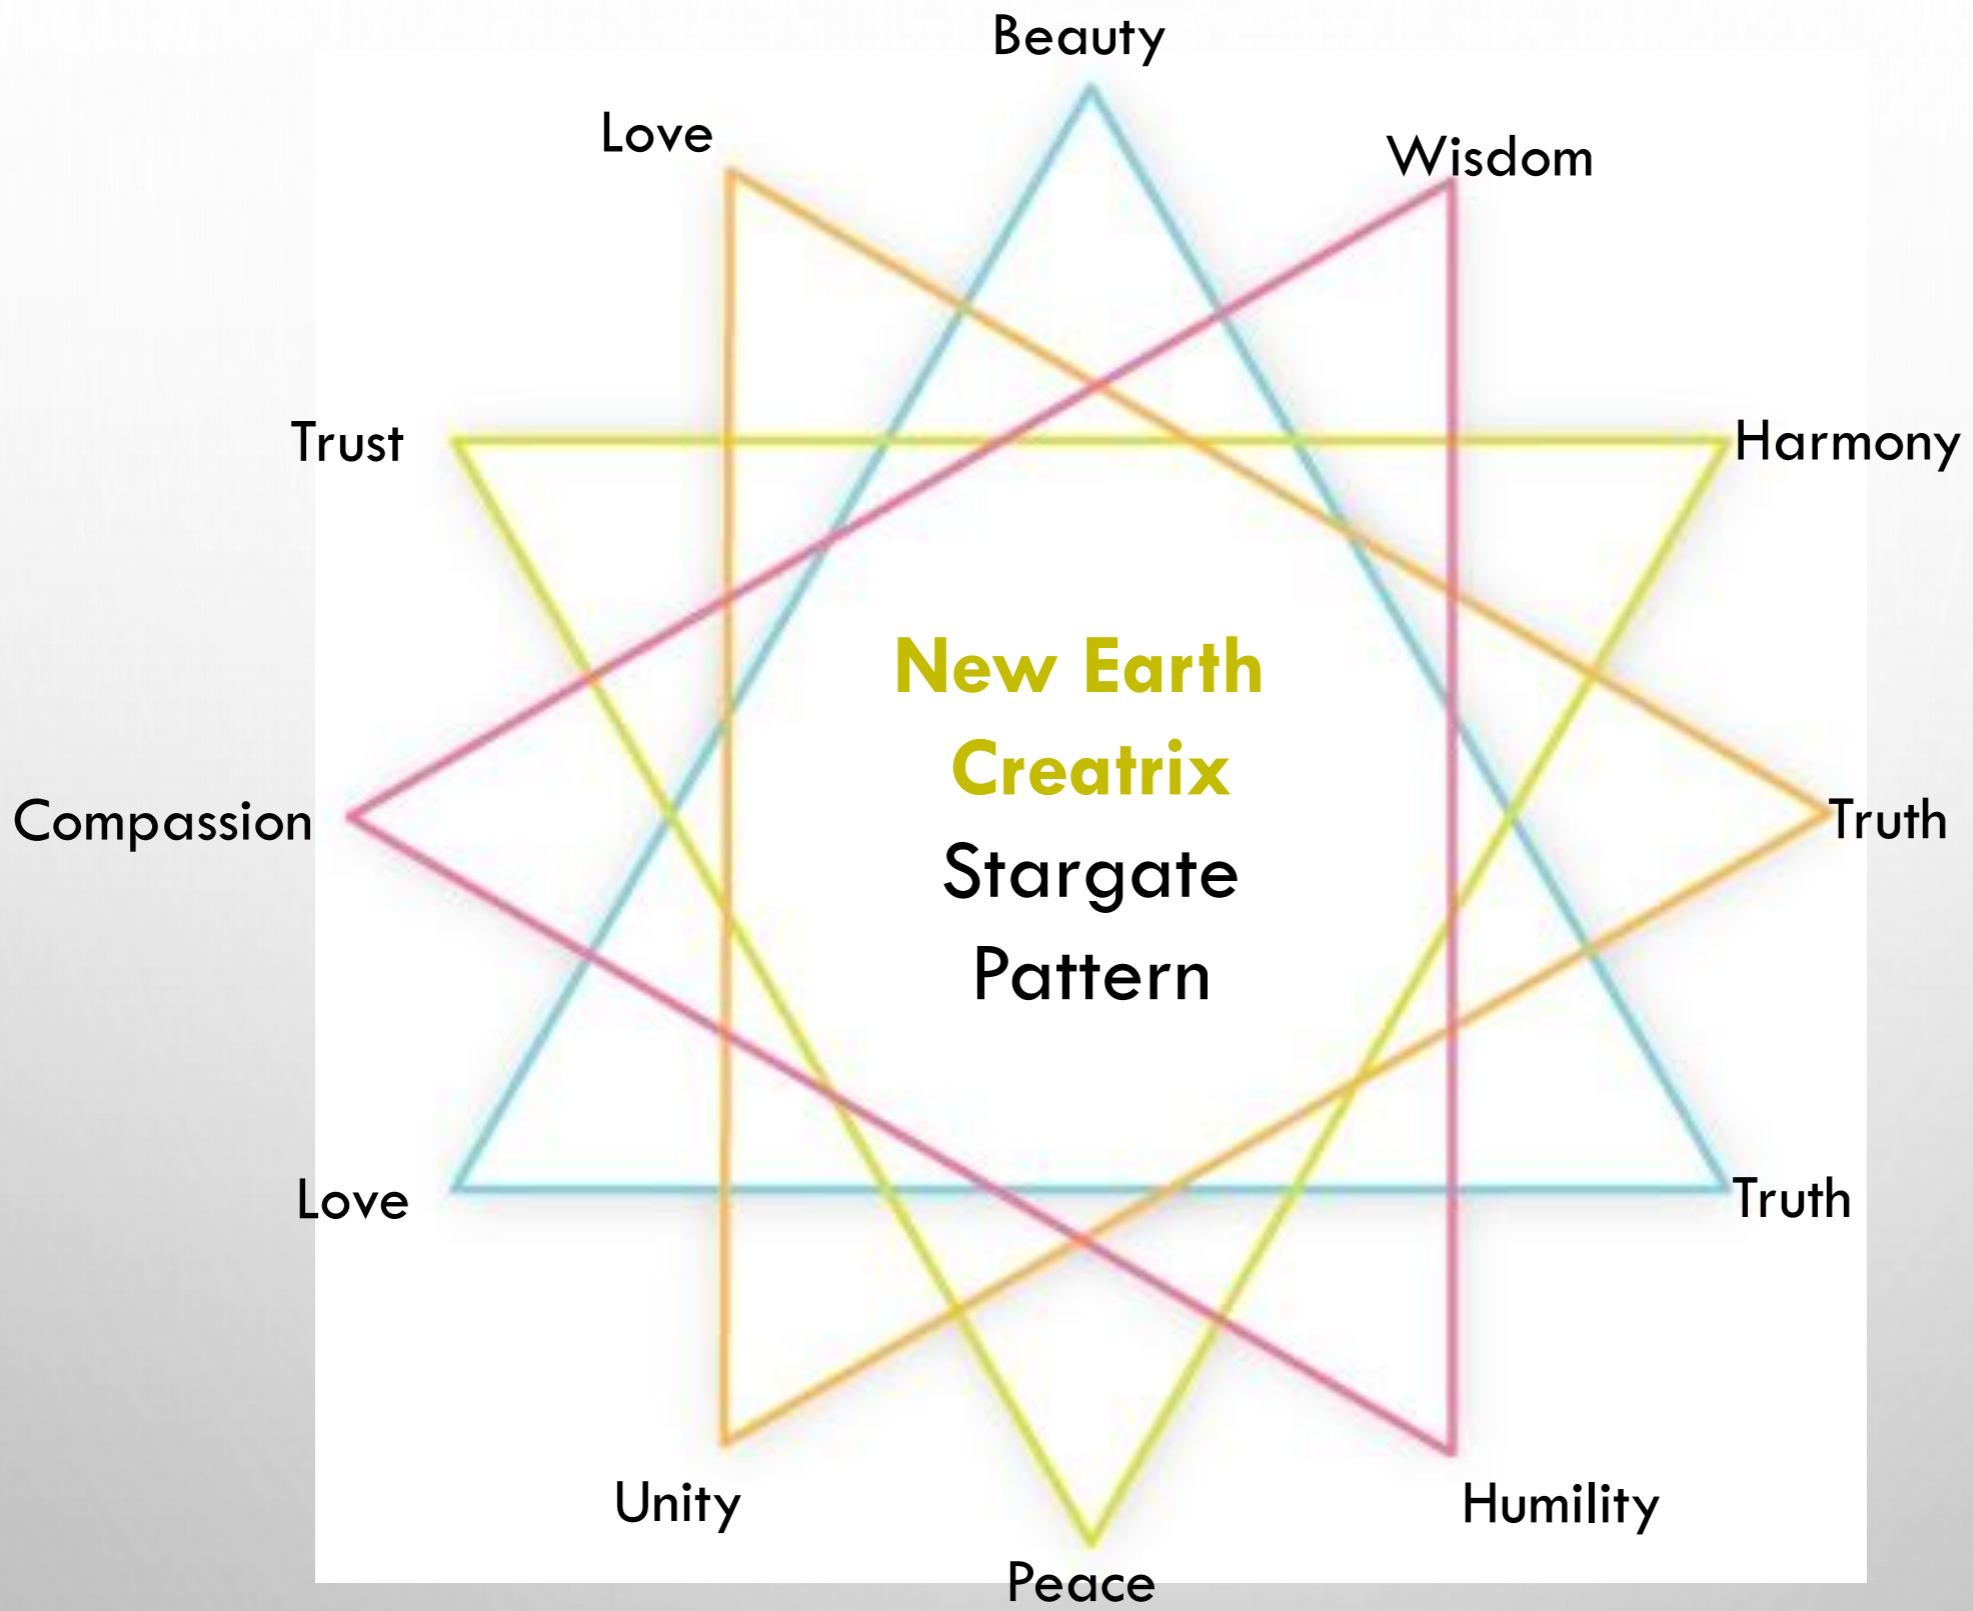 Beauty
Love
Wisdom
Trust
Harmony
New Earth
Creatrix
Stargate
Pattern
Compassion
Truth
Love
Truth
Unity
Humility
Peace